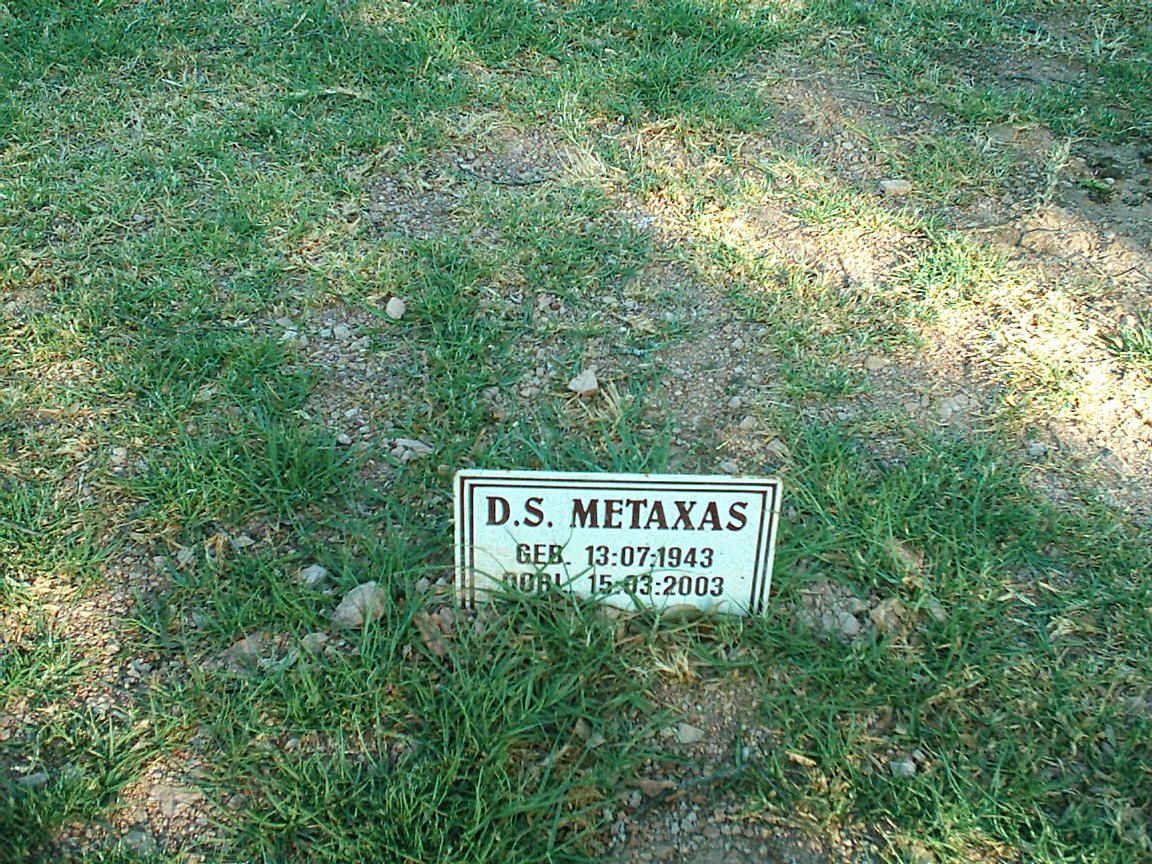 D.S. METAXAS
GEB. 13:07:1943
OORL. 15:03:2003